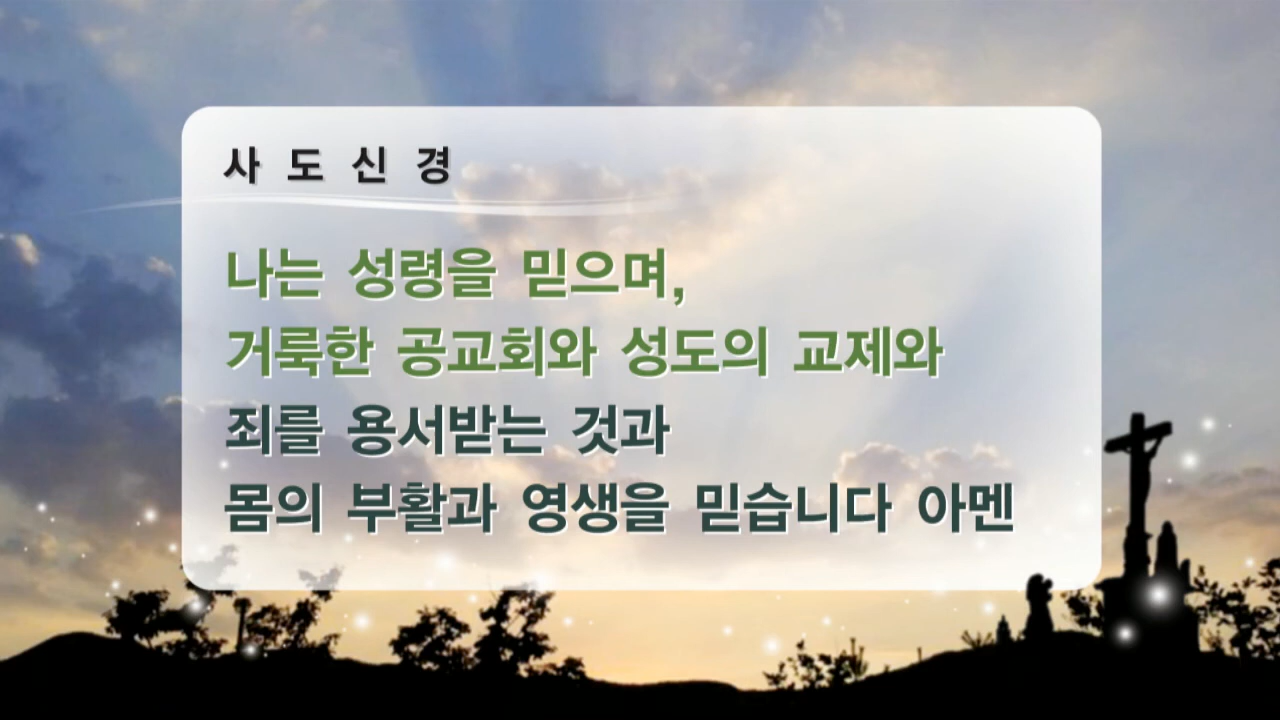 사 도 신 경
나는 성령을 믿으며,
거룩한 공교회와 성도의 교제와
죄를 용서받는 것과
몸의 부활과 영생을 믿습니다 아멘